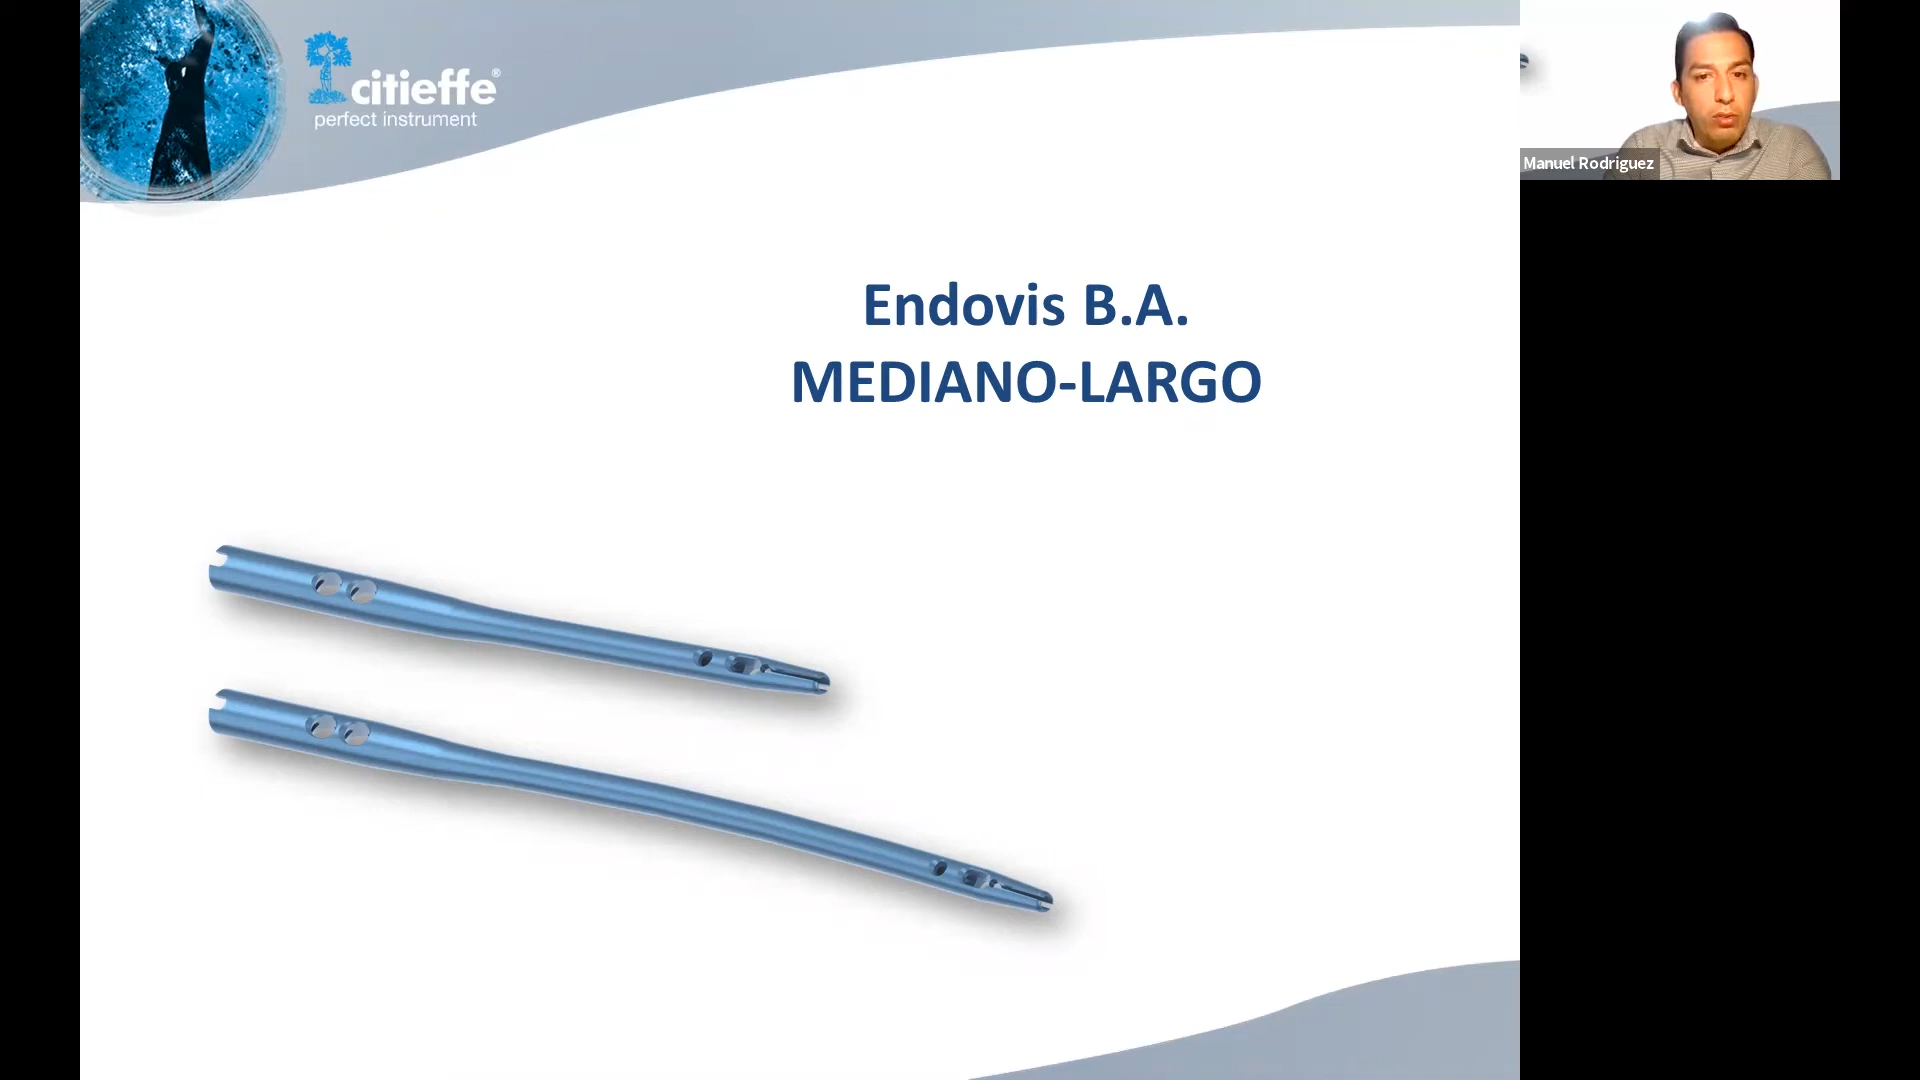 citieffe®
perfect instrument
Manuel Rodriguez
Endovis B.A.
MEDIANO-LARGO